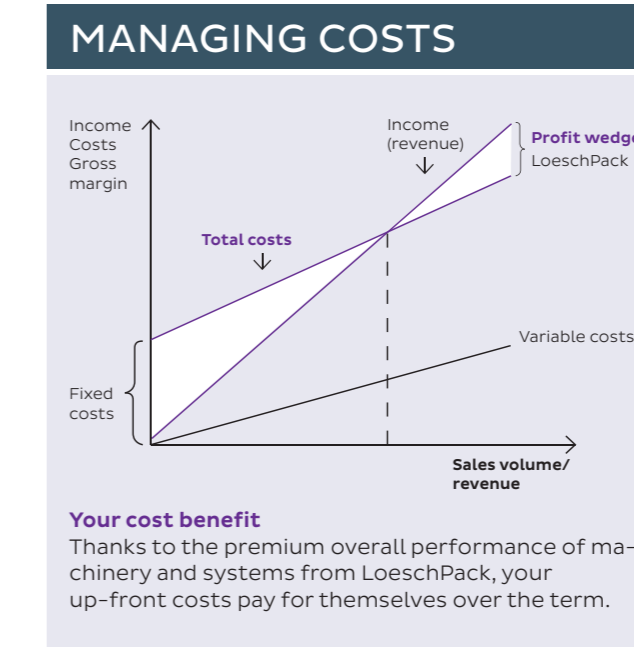 MANAGING COSTS
Income
Costs
Gross
margin
Income
(revenue)
Profit wedge
LoeschPack
Total costs
Variable costs
Fixed
costs
Sales volume/
revenue
Your cost benefit
Thanks to the premium overall performance of ma-
chinery and systems from LoeschPack, your
up-front costs pay for themselves over the term.